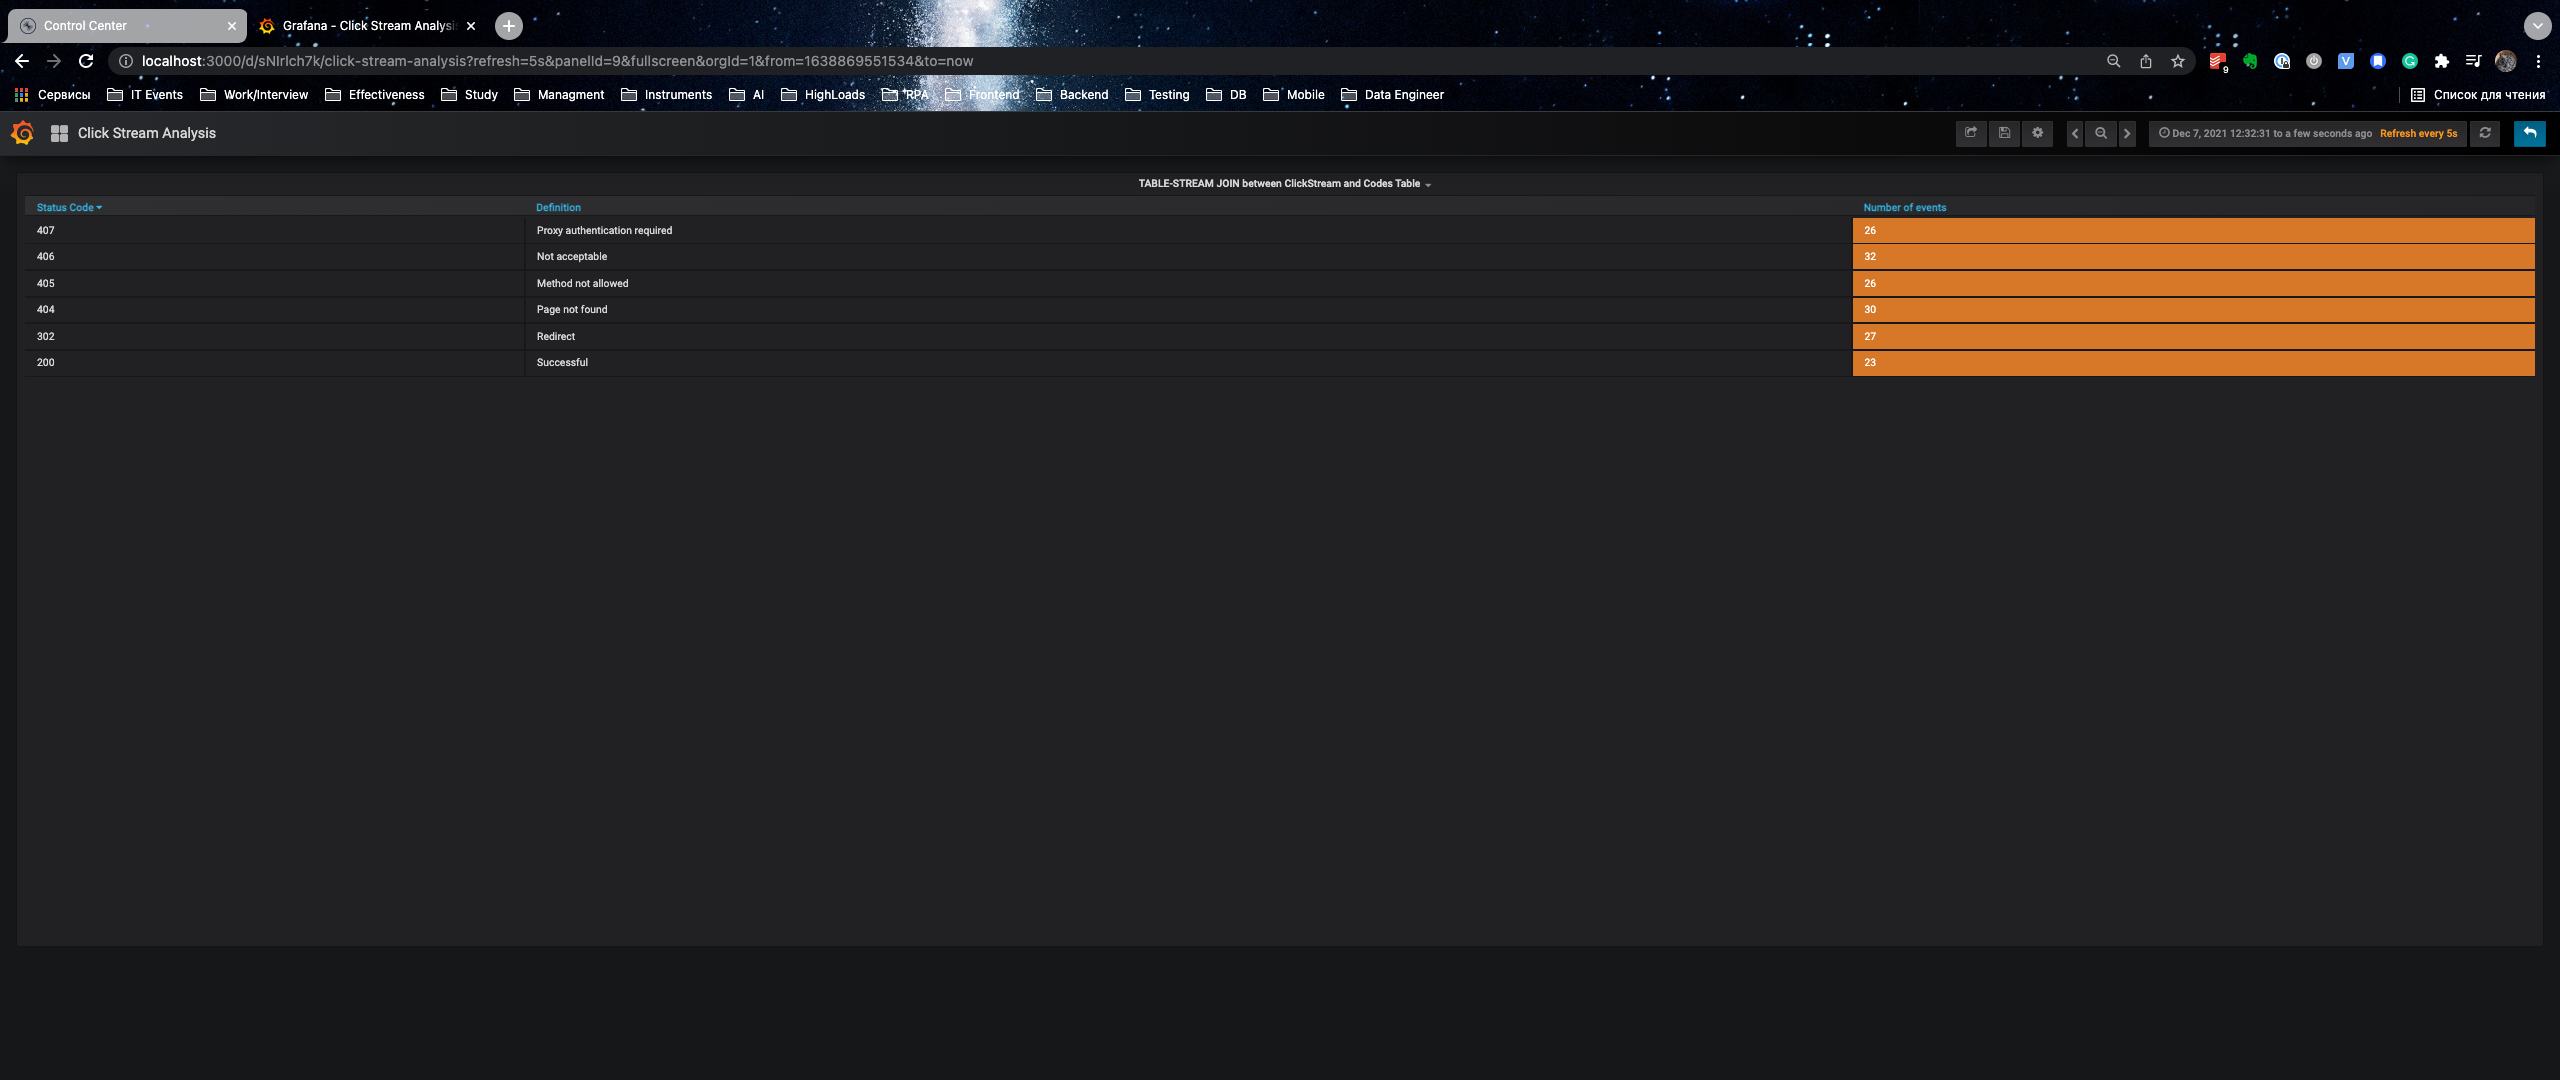 Control Center
Grafana - Click Stream Analysis
localhost:3000/d/sNIrlch7k/click-stream-analysis?refresh=5s&panelId=9&fullscreen&orgId=1&from=1638869551534&to=now
9
Сервисы IT Events Work/Interview Effectiveness Study Managment Instruments AI HighLoads RPA Frontend Backend Testing DB Mobile Data Engineer Список для чтения
Click Stream Analysis
Dec 7, 2021 12:32:31 to a few seconds ago Refresh every 5s
TABLE-STREAM JOIN between ClickStream and Codes Table
Status Code Definition Number of events
407 Proxy authentication required 26
406 Not acceptable 32
405 Method not allowed 26
404 Page not found 30
302 Redirect 27
200 Successful 23